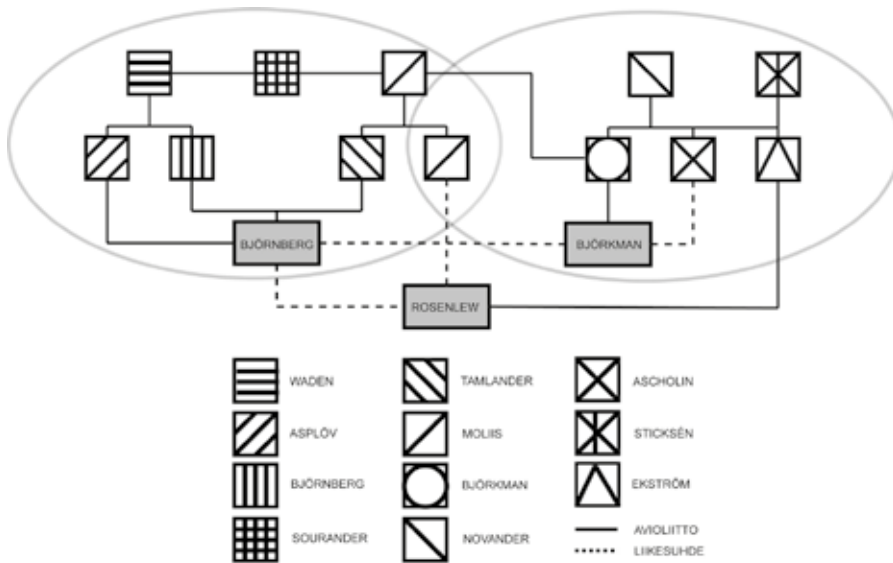 BJÖRNBERG
BJÖRKMAN
ROSENLEW
WADEN
TAMLANDER
ASCHOLIN
ASPLÖV
MOLIIS
STICKSÉN
BJÖRNBERG
BJÖRKMAN
EKSTRÖM
SOURANDER
NOVANDER
AVIOLIITTO
LIIKESUHDE